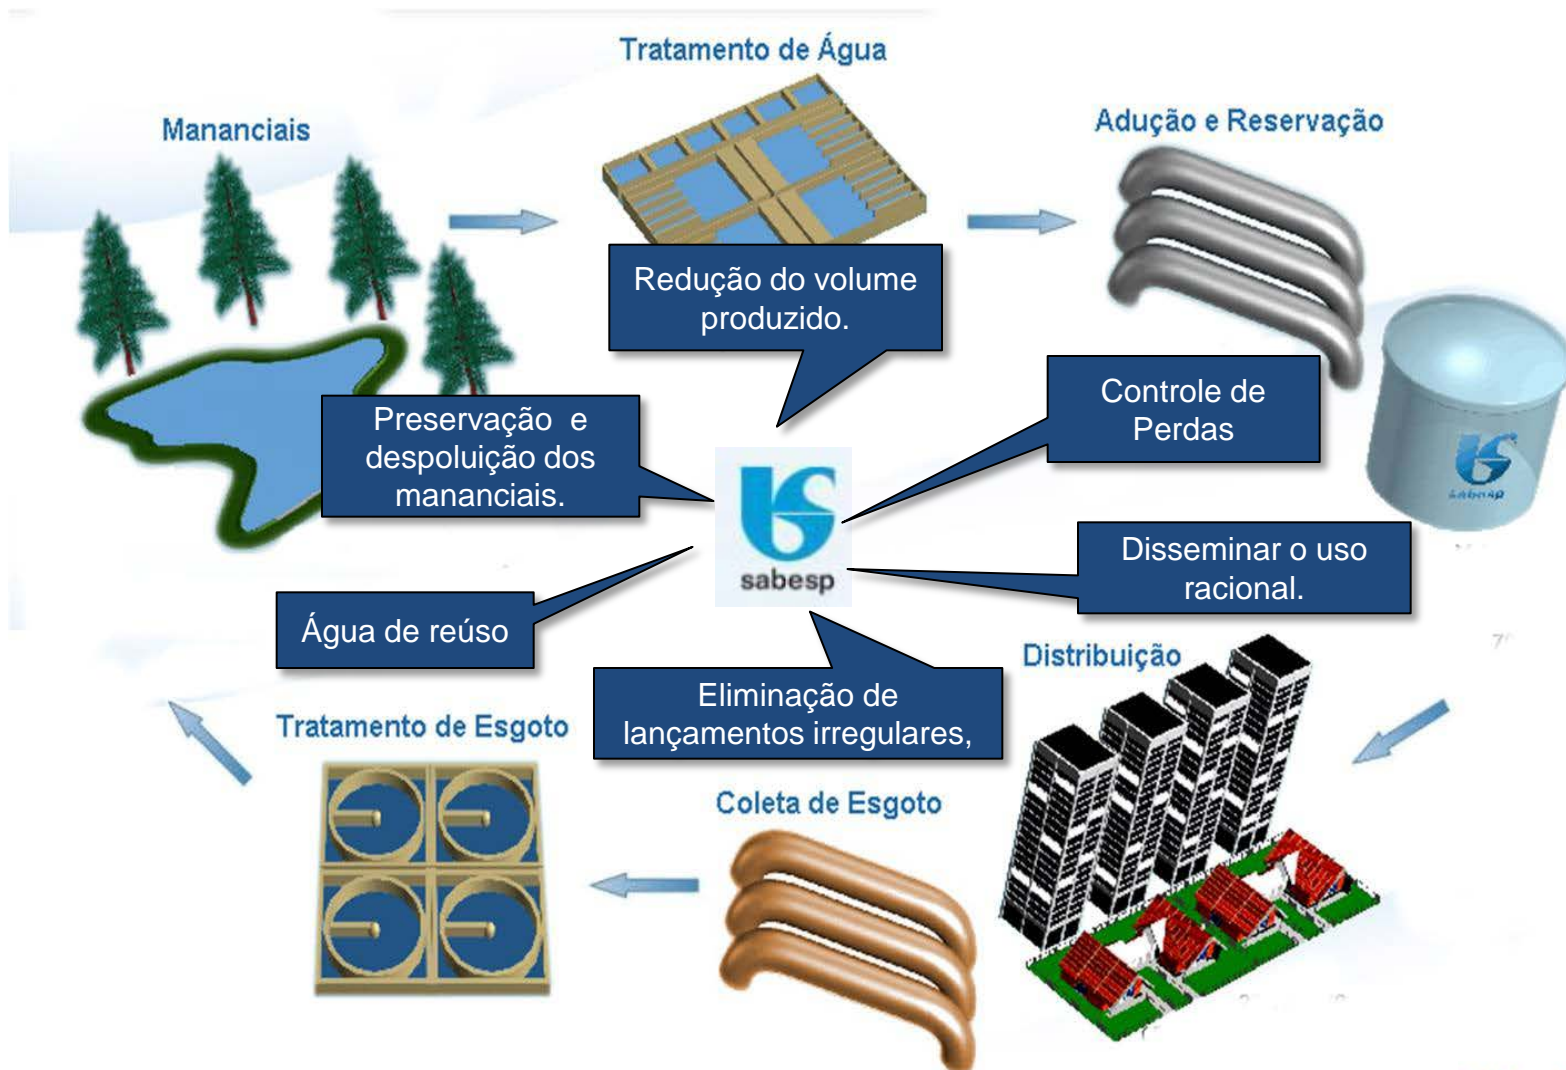 Tratamento de Água
Mananciais
Adução e Reservação
Redução do volume
produzido.
Controle de
Perdas
Preservação e
despoluição dos
mananciais.
sabesp
sabesp
Disseminar o uso
racional.
Água de reúso
Distribuição
Eliminação de
lançamentos irregulares,
Tratamento de Esgoto
Coleta de Esgoto